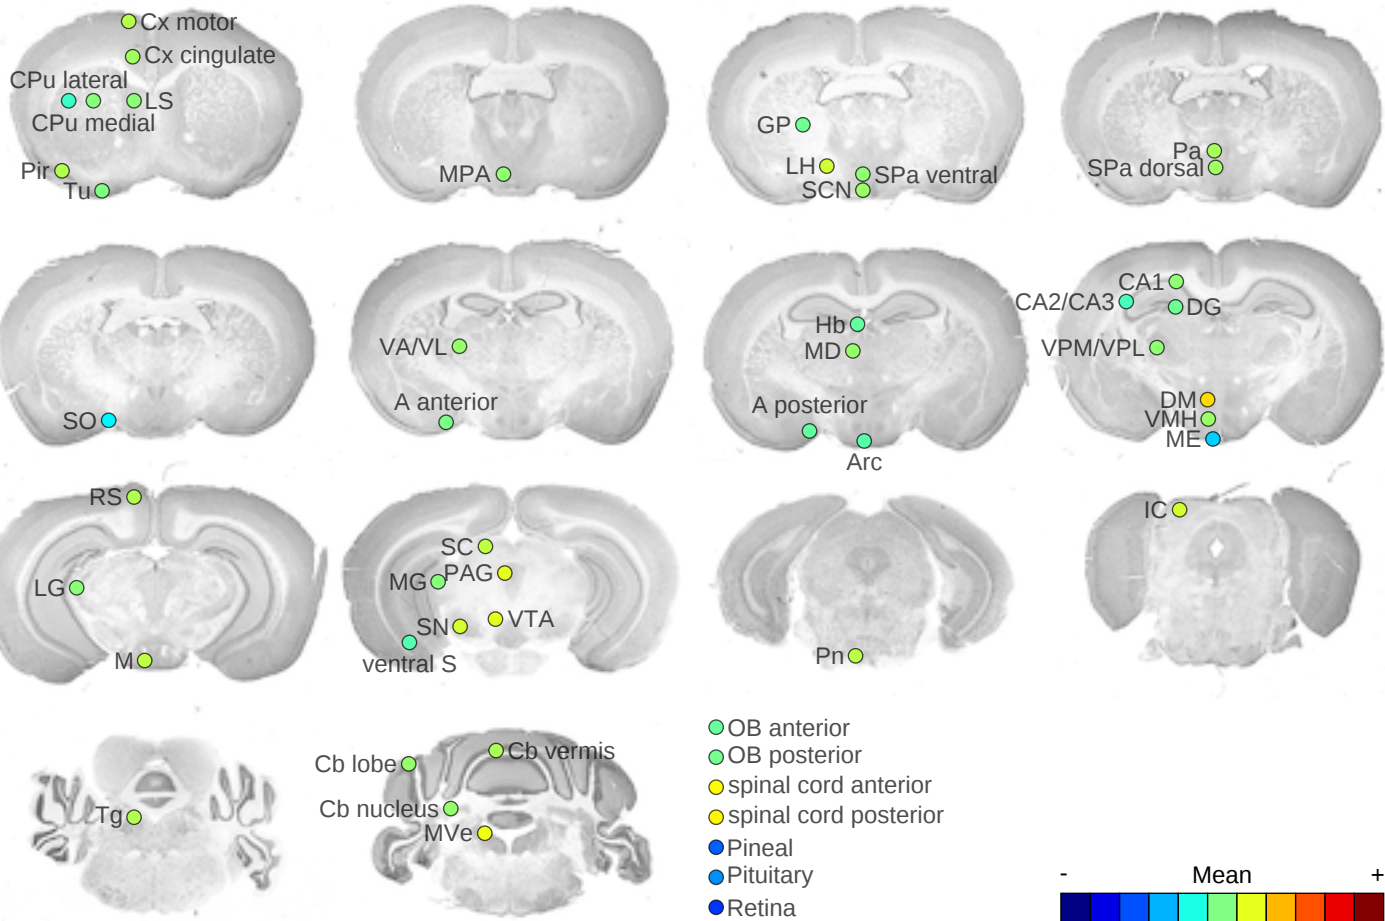 Cx motor
Cx cingulate
CPu lateral
LS
CPu medial
Pir
Tu
MPA
GP
LH
SPa ventral
SCN
Pa
SPa dorsal
SO
VA/VL
A anterior
Hb
MD
A posterior
Arc
CA1
CA2/CA3
DG
VPM/VPL
DM
VMH
ME
RS
LG
M
SC
PAG
MG
VTA
SN
ventral S
Pn
IC
Tg
Cb vermis
Cb lobe
Cb nucleus
MVe
OB anterior
OB posterior
spinal cord anterior
spinal cord posterior
Pineal
Pituitary
Retina
- Mean +